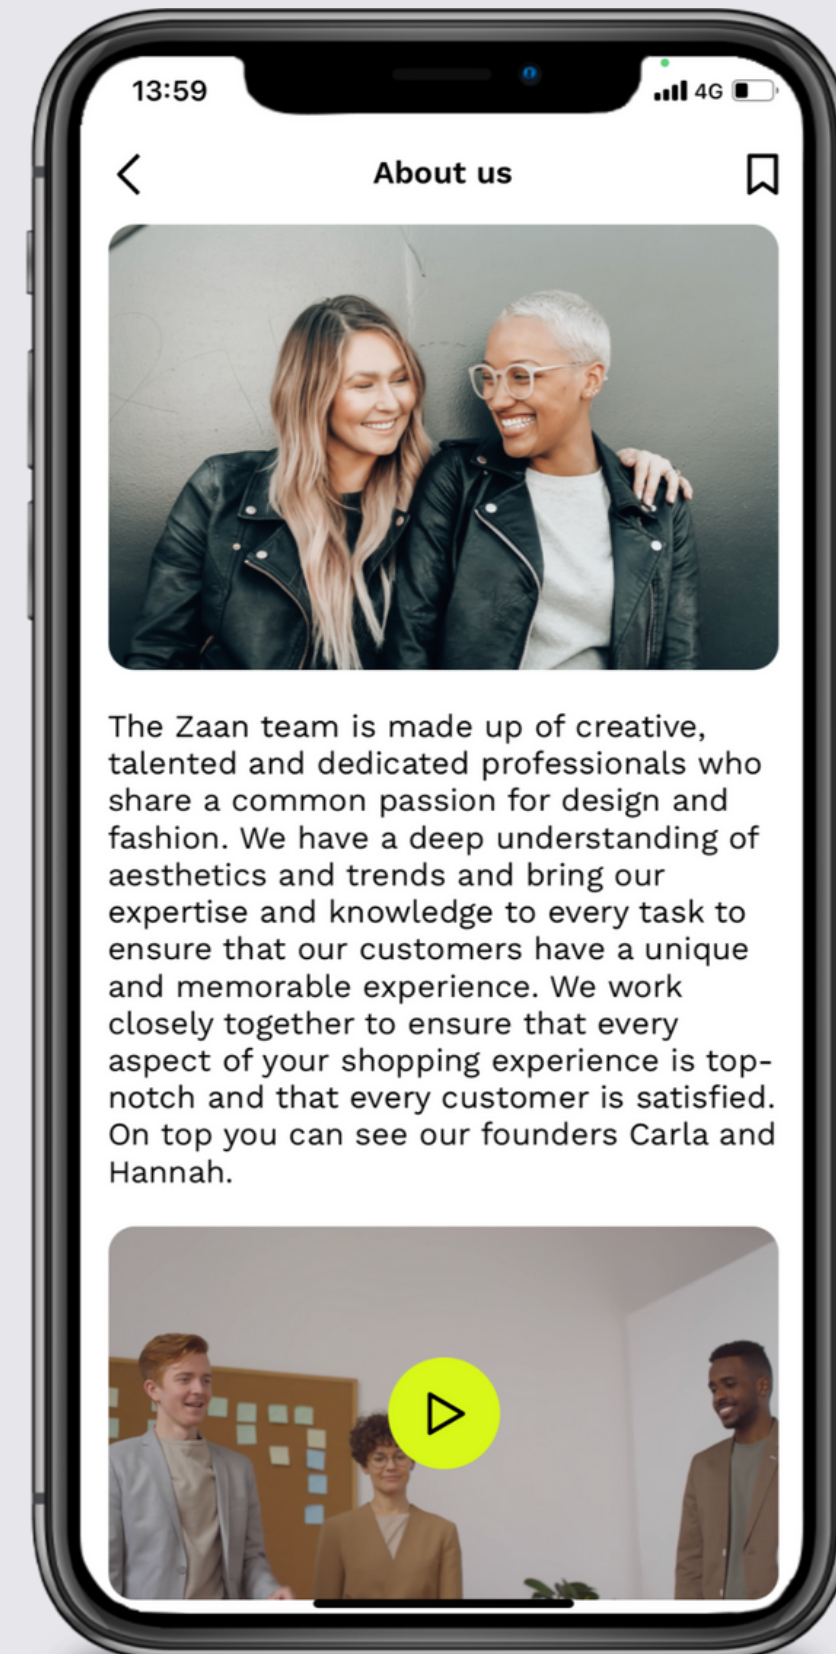 13:59
4G
About us
The Zaan team is made up of creative,
talented and dedicated professionals who
share a common passion for design and
fashion. We have a deep understanding of
aesthetics and trends and bring our
expertise and knowledge to every task to
ensure that our customers have a unique
and memorable experience. We work
closely together to ensure that every
aspect of your shopping experience is top-
notch and that every customer is satisfied.
On top you can see our founders Carla and
Hannah.